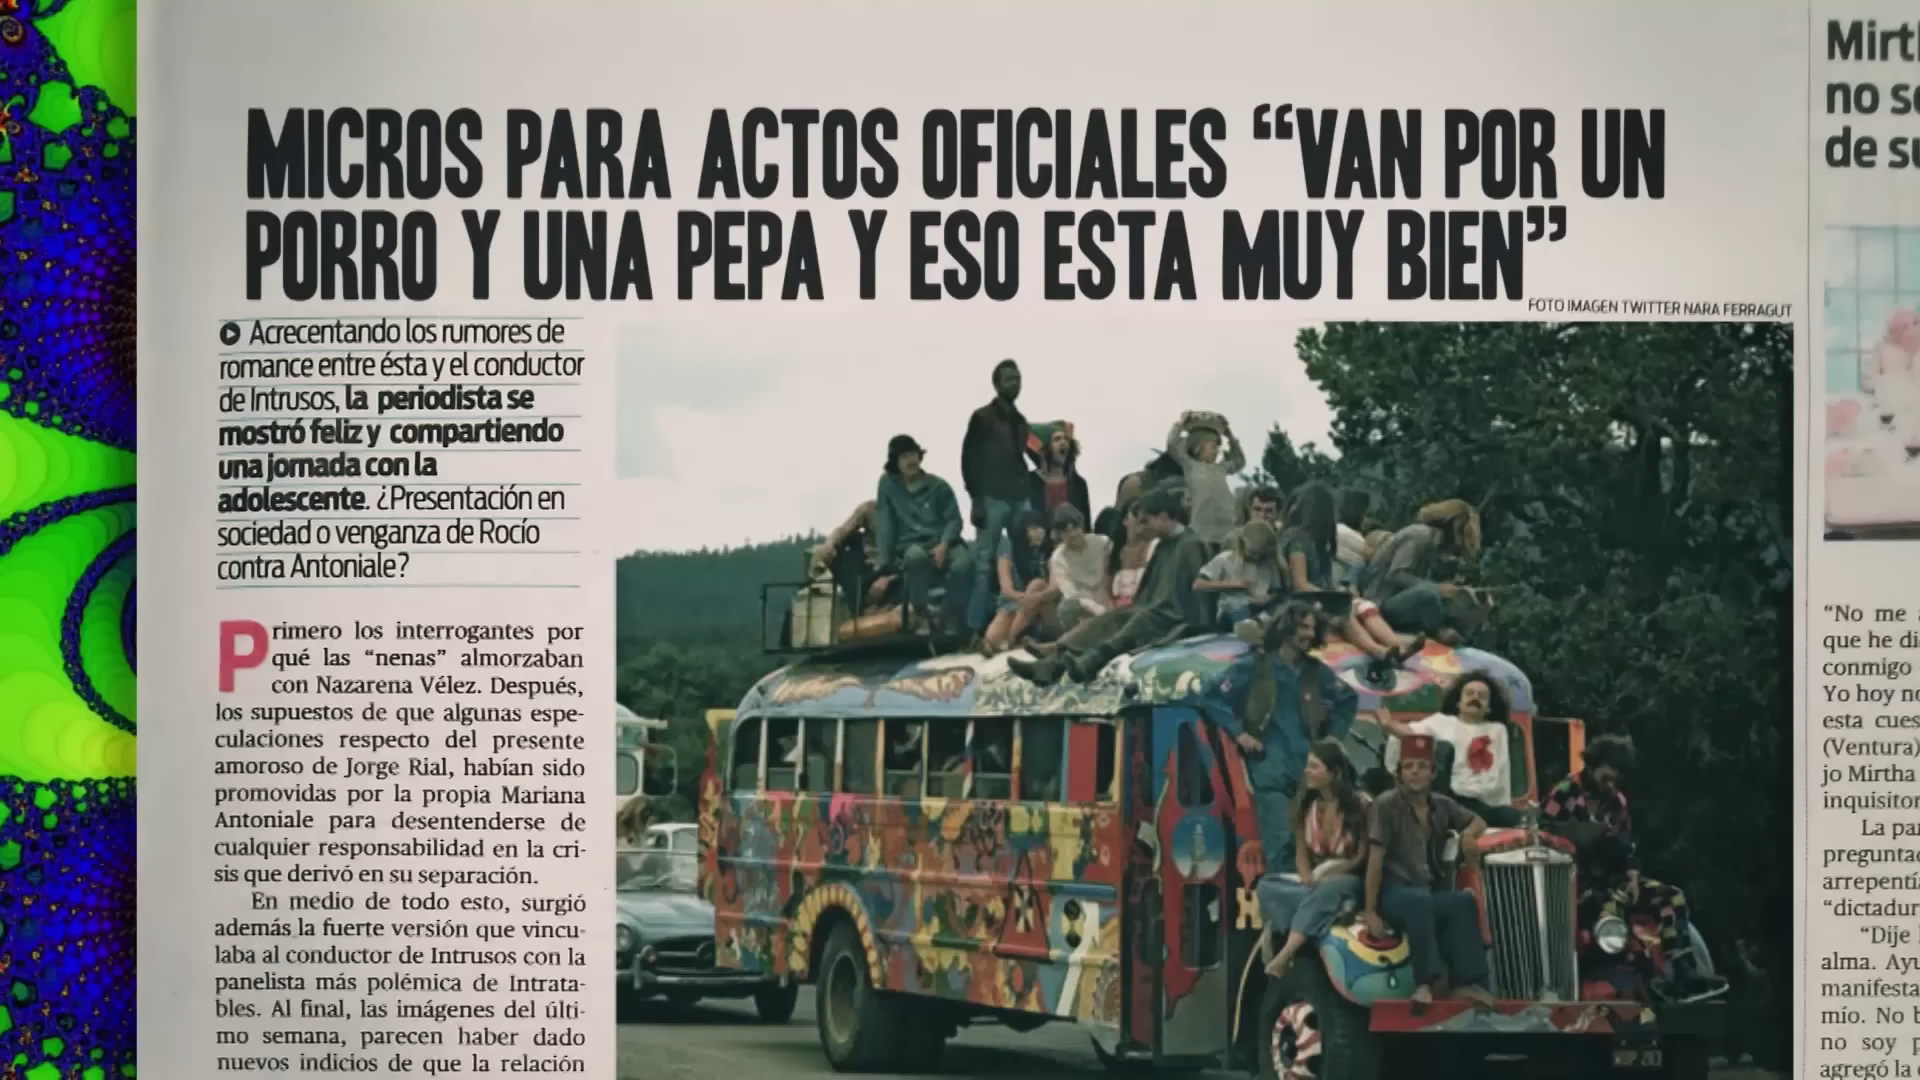 MICROS PARA ACTOS OFICIALES “VAN POR UN
PORRO Y UNA PEPA Y ESO ESTA MUY BIEN”
FOTO IMAGEN TWITTER NARA FERRAGUT
Acrecentando los rumores de
romance entre ésta y el conductor
de Intrusos, la periodista se
mostró feliz y compartiendo
una jornada con la
adolescente. ¿Presentación en
sociedad o venganza de Rocío
contra Antoniale?
Primero los interrogantes por
qué las “nenas” almorzaban
con Nazarena Vélez. Después,
los supuestos de que algunas espe-
culaciones respecto del presente
amoroso de Jorge Rial, habían sido
promovidas por la propia Mariana
Antoniale para desentenderse de
cualquier responsabilidad en la cri-
sis que derivó en su separación.
En medio de todo esto, surgió
además la fuerte versión que vincu-
laba al conductor de Intrusos con la
panelista más polémica de Intrata-
bles. Al final, las imágenes del últi-
mo semana, parecen haber dado
nuevos indicios de que la relación
Mirt
no s
de su
“No me
que he di
conmigo
Yo hoy no
esta cues
(Ventura)
jo Mirtha
inquisitor
La pa
preguntad
arrepentí
“dictadur
“Dije
alma. Ayu
manifesta
mío. No
no soy p
agregó la